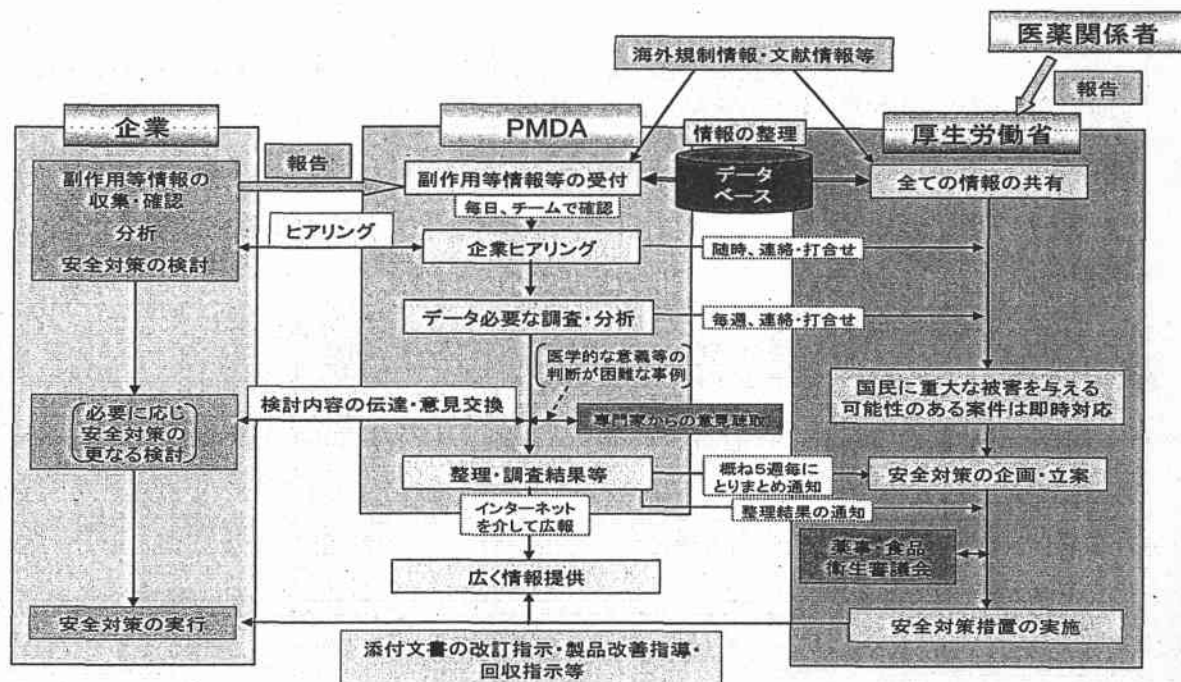 医薬関係者
海外規制情報・文献情報等
報告
企業
PMDA
情報の整理
厚生労働省
報告
副作用等情報の
収集・確認
分析
安全対策の検討
副作用等情報等の受付
データ
ベース
全ての情報の共有
毎日、チームで確認
ヒアリング
企業ヒアリング
随時、連絡・打合せ
データ必要な調査・分析
毎週、連絡・打合せ
医学的な意義等の
判断が困難な事例
国民に重大な被害を与える
可能性のある案件は即時対応
検討内容の伝達・意見交換
必要に応じ
安全対策の
更なる検討
専門家からの意見聴取
整理・調査結果等
概ね5週毎に
とりまとめ通知
安全対策の企画・立案
インターネット
を介して広報
整理結果の通知
薬事・食品
衛生審議会
広く情報提供
安全対策の実行
安全対策措置の実施
添付文書の改訂指示・製品改善指導・
回収指示等